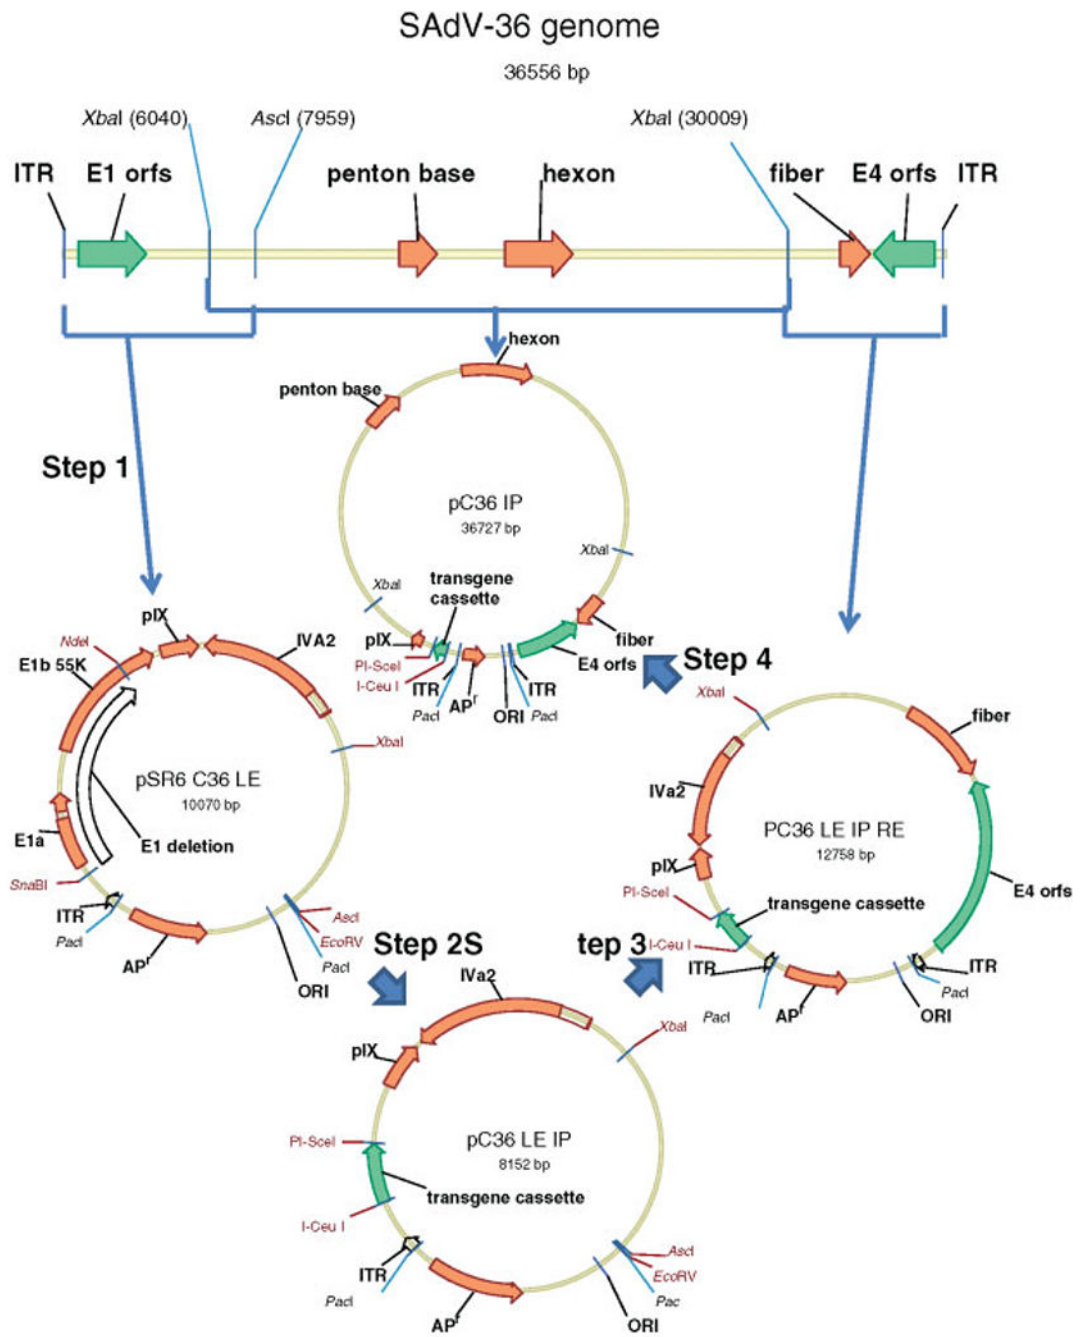 SAdV-36 genome
36556 bp
XbaI (6040)
AscI (7959)
XbaI (30009)
ITR
E1 orfs
penton base
hexon
fiber
E4 orfs
ITR
hexon
penton base
Step 1
pC36 IP
36727 bp
XbaI
XbaI
transgene
cassette
pIX
PI-SceI
I-Ceu I
ITR
PacI
APr
ORI
ITR
PacI
fiber
E4 orfs
Step 4
pIX
NdeI
E1b 55K
IVA2
XbaI
pSR6 C36 LE
10070 bp
E1a
E1 deletion
SnaBI
ITR
PacI
APr
AscI
EcoRV
PacI
ORI
XbaI
fiber
IVa2
PC36 LE IP RE
12758 bp
pIX
PI-SceI
transgene cassette
E4 orfs
I-Ceu I
ITR
PacI
APr
ITR
PacI
ORI
Step 2S
tep 3
IVa2
pIX
XbaI
PI-SceI
pC36 LE IP
8152 bp
transgene cassette
I-Ceu I
ITR
PacI
APr
AscI
EcoRV
Pac
ORI